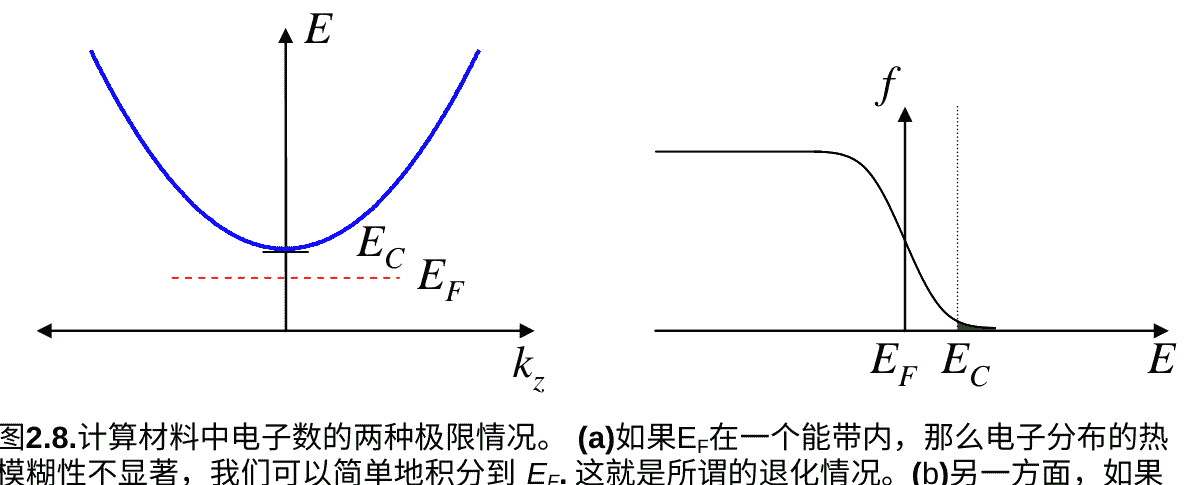 E
f
E_C
E_F
k_z
E_F E_C E
图2.8.计算材料中电子数的两种极限情况。 (a)如果E_F在一个能带内，那么电子分布的热
模糊性不显著，我们可以简单地积分到 E_F. 这就是所谓的退化情况。(b)另一方面，如果